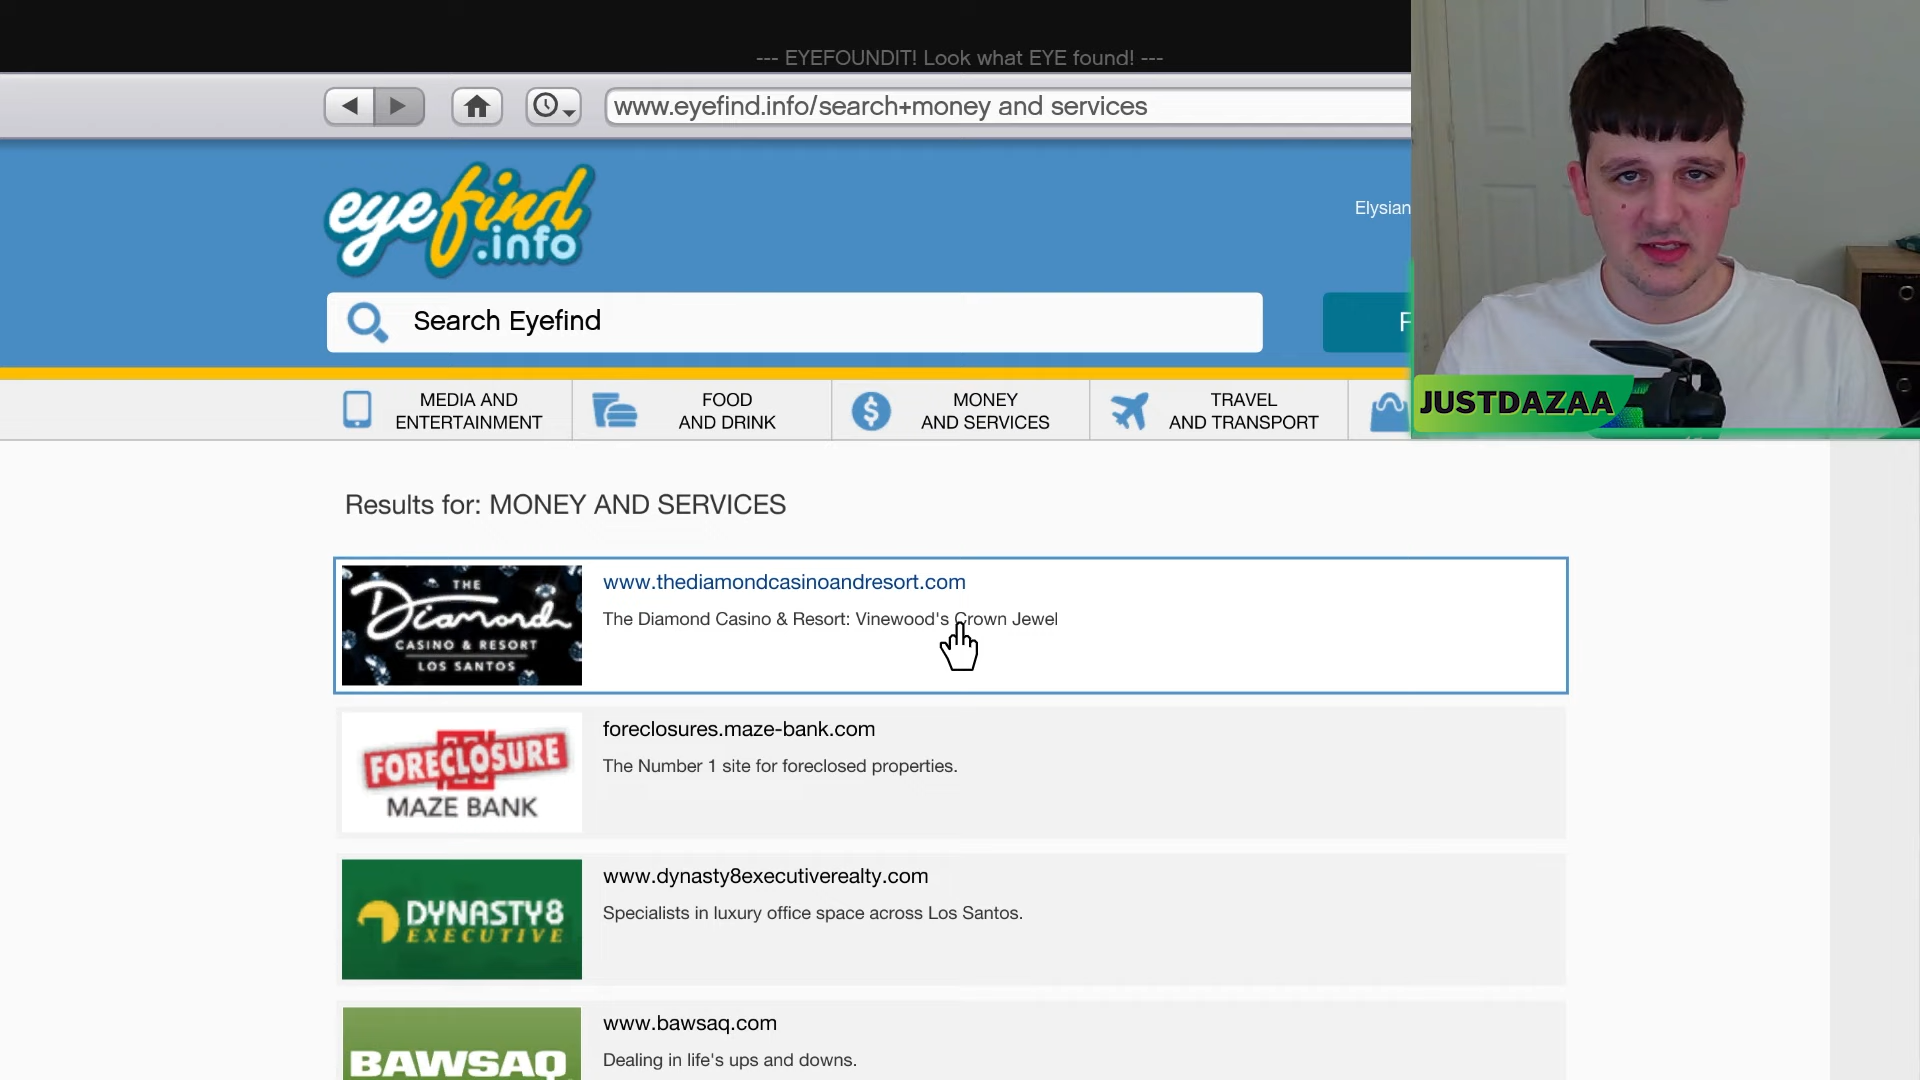 --- EYEFOUNDIT! Look what EYE found! ---
www.eyefind.info/search+money and services
eyefind
.info
Elysian
Search Eyefind
JUSTDAZAA
MEDIA AND
ENTERTAINMENT
FOOD
AND DRINK
MONEY
AND SERVICES
TRAVEL
AND TRANSPORT
Results for: MONEY AND SERVICES
THE
Diamond
CASINO & RESORT
LOS SANTOS
www.thediamondcasinoandresort.com
The Diamond Casino & Resort: Vinewood's Crown Jewel
FORECLOSURE
MAZE BANK
foreclosures.maze-bank.com
The Number 1 site for foreclosed properties.
DYNASTY8
EXECUTIVE
www.dynasty8executiverealty.com
Specialists in luxury office space across Los Santos.
BAWSAQ
www.bawsaq.com
Dealing in life's ups and downs.